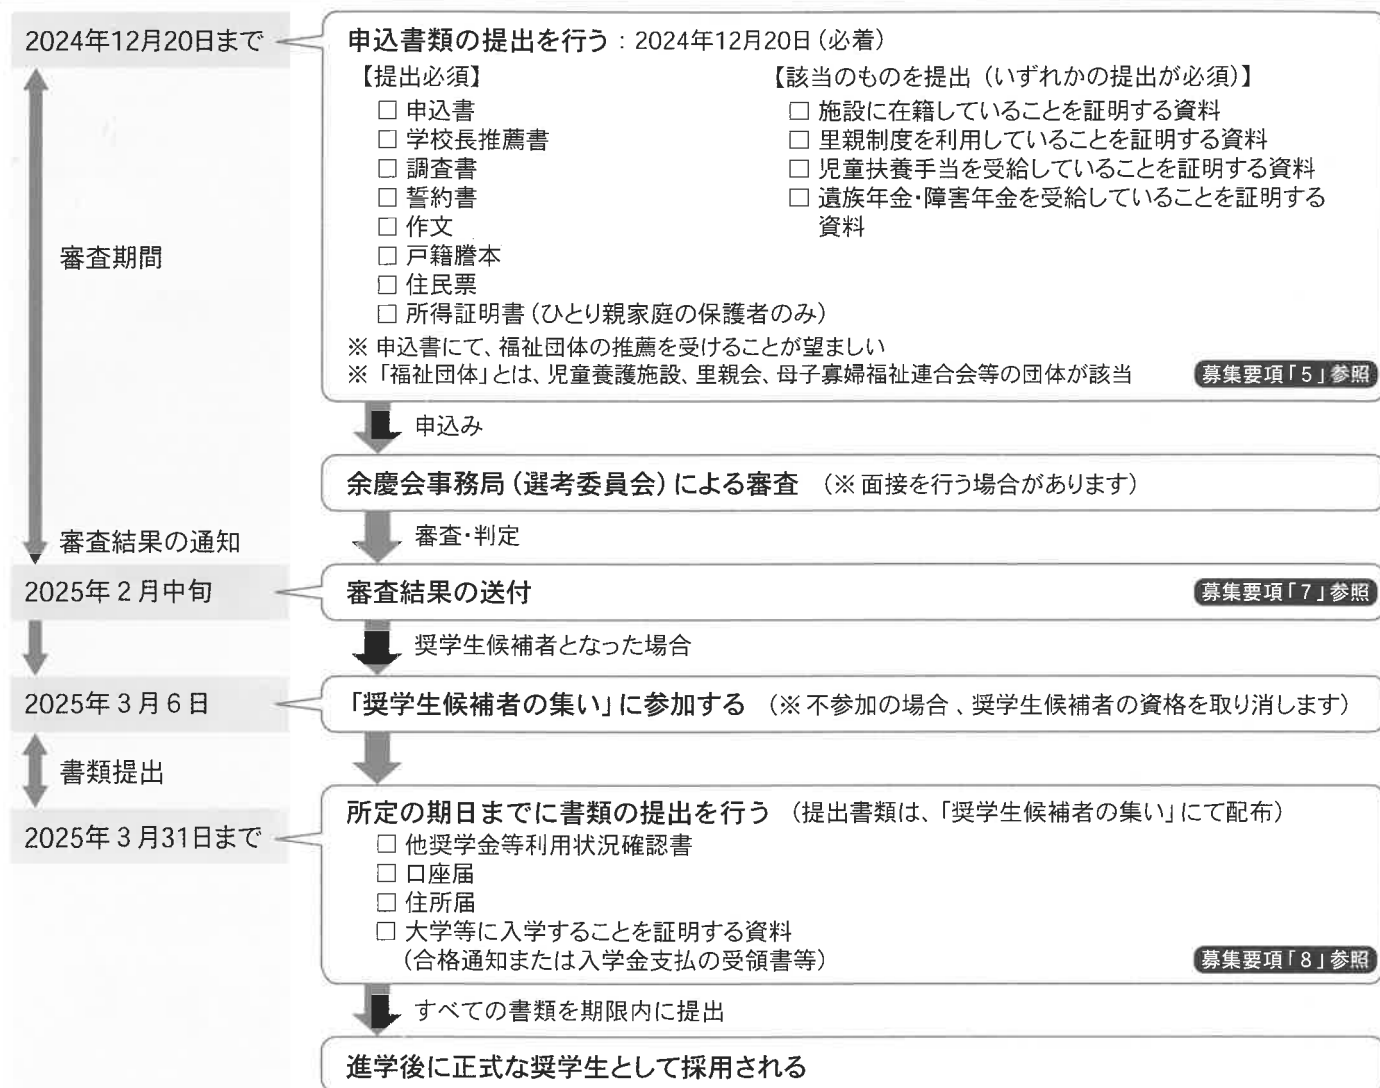 2024年12月20日まで
申込書類の提出を行う：2024年12月20日（必着）
【提出必須】
□ 申込書
□ 学校長推薦書
□ 調査書
□ 誓約書
□ 作文
□ 戸籍謄本
□ 住民票
□ 所得証明書（ひとり親家庭の保護者のみ）
【該当のものを提出（いずれかの提出が必須）】
□ 施設に在籍していることを証明する資料
□ 里親制度を利用していることを証明する資料
□ 児童扶養手当を受給していることを証明する資料
□ 遺族年金・障害年金を受給していることを証明する
資料
※ 申込書にて、福祉団体の推薦を受けることが望ましい
※ 「福祉団体」とは、児童養護施設、里親会、母子寡婦福祉連合会等の団体が該当
募集要項「5」参照
審査期間
申込み
余慶会事務局（選考委員会）による審査 （※ 面接を行う場合があります）
審査結果の通知
審査・判定
2025年２月中旬
審査結果の送付
募集要項「7」参照
奨学生候補者となった場合
2025年３月６日
「奨学生候補者の集い」に参加する （※ 不参加の場合、奨学生候補者の資格を取り消します）
書類提出
2025年３月31日まで
所定の期日までに書類の提出を行う （提出書類は、「奨学生候補者の集い」にて配布）
□ 他奨学金等利用状況確認書
□ 口座届
□ 住所届
□ 大学等に入学することを証明する資料
（合格通知または入学金支払の受領書等）
募集要項「8」参照
すべての書類を期限内に提出
進学後に正式な奨学生として採用される